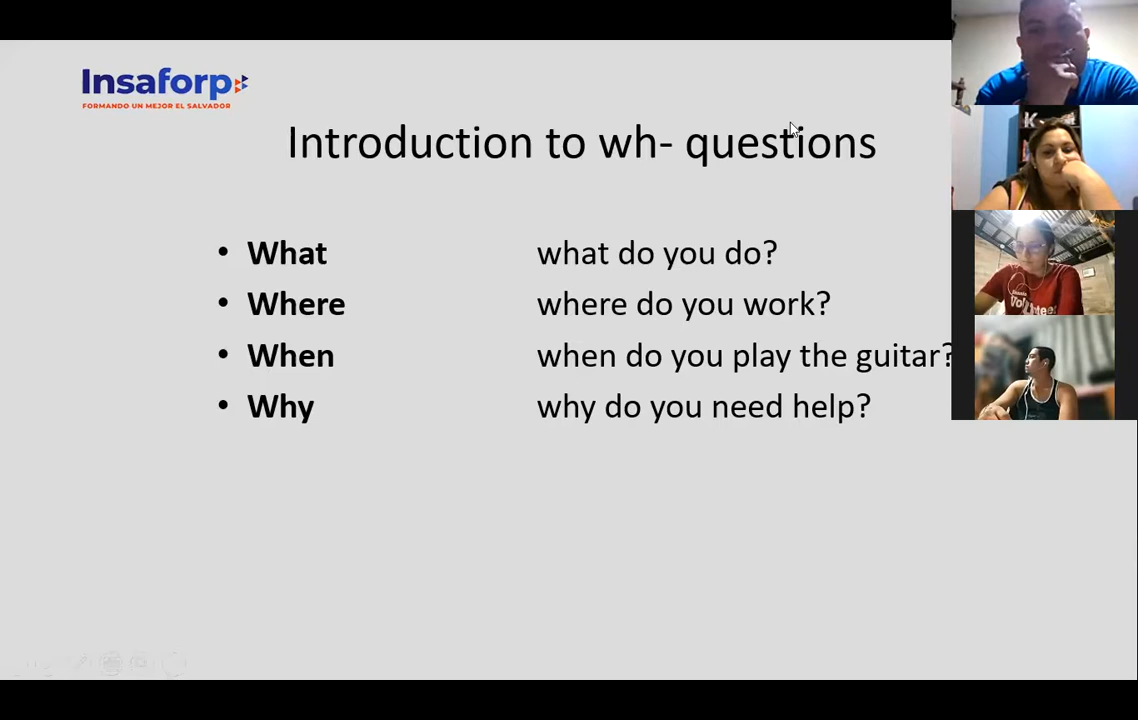 Insaforp
FORMANDO UN MEJOR EL SALVADOR
Introduction to wh- questions
• What what do you do?
• Where where do you work?
• When when do you play the guitar?
• Why why do you need help?
K